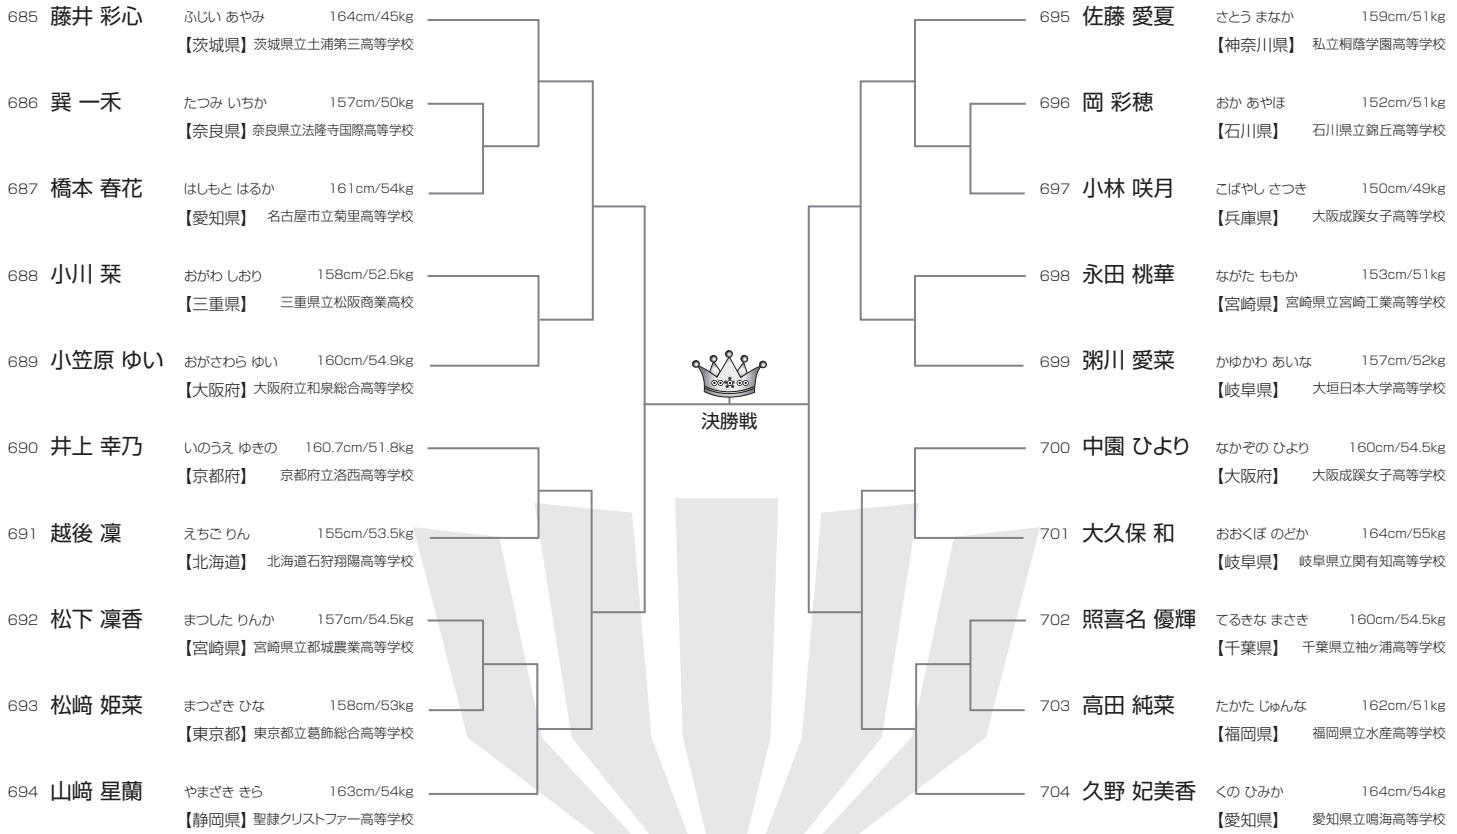 685 藤井 彩心 ふじい あやみ 164cm/45kg
【茨城県】 茨城県立土浦第三高等学校
686 巽 一禾 たつみ いちか 157cm/50kg
【奈良県】 奈良県立法隆寺国際高等学校
687 橋本 春花 はしもと はるか 161cm/54kg
【愛知県】 名古屋市立菊里高等学校
688 小川 栞 おがわ しおり 158cm/52.5kg
【三重県】 三重県立松阪商業高校
689 小笠原 ゆい おがさわら ゆい 160cm/54.9kg
【大阪府】 大阪府立和泉総合高等学校
690 井上 幸乃 いのうえ ゆきの 160.7cm/51.8kg
【京都府】 京都府立洛西高等学校
691 越後 凜 えちご りん 155cm/53.5kg
【北海道】 北海道石狩翔陽高等学校
692 松下 凜香 まつした りんか 157cm/54.5kg
【宮崎県】 宮崎県立都城農業高等学校
693 松﨑 姫菜 まつざき ひな 158cm/53kg
【東京都】 東京都立葛飾総合高等学校
694 山﨑 星蘭 やまざき きら 163cm/54kg
【静岡県】 聖隷クリストファー高等学校
決勝戦
695 佐藤 愛夏 さとう まなか 159cm/51kg
【神奈川県】 私立桐蔭学園高等学校
696 岡 彩穂 おか あやほ 152cm/51kg
【石川県】 石川県立錦丘高等学校
697 小林 咲月 こばやし さつき 150cm/49kg
【兵庫県】 大阪成蹊女子高等学校
698 永田 桃華 ながた ももか 153cm/51kg
【宮崎県】 宮崎県立宮崎工業高等学校
699 粥川 愛菜 かゆかわ あいな 157cm/52kg
【岐阜県】 大垣日本大学高等学校
700 中園 ひより なかぞの ひより 160cm/54.5kg
【大阪府】 大阪成蹊女子高等学校
701 大久保 和 おおくぼ のどか 164cm/55kg
【岐阜県】 岐阜県立関有知高等学校
702 照喜名 優輝 てるきな まさき 160cm/54.5kg
【千葉県】 千葉県立袖ヶ浦高等学校
703 高田 純菜 たかた じゅんな 162cm/51kg
【福岡県】 福岡県立水産高等学校
704 久野 妃美香 くの ひみか 164cm/54kg
【愛知県】 愛知県立鳴海高等学校